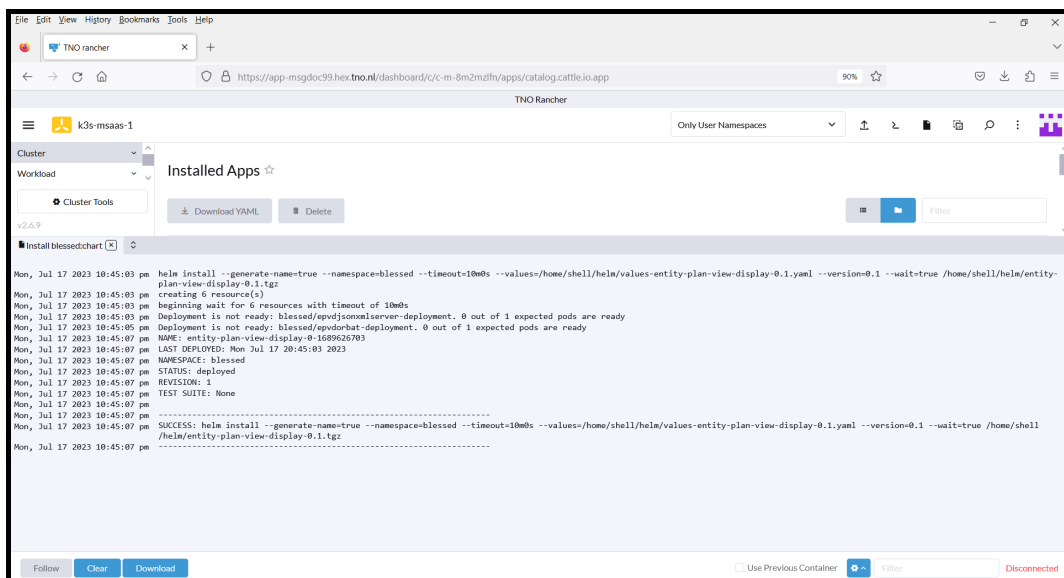 File Edit View History Bookmarks Tools Help
TNO rancher
https://app-msgdoc99.hex.tno.nl/dashboard/c/c-m-8m2mzlfn/apps/catalog.cattle.io.app
90%
TNO Rancher
k3s-msaas-1
Only User Namespaces
Cluster
Workload
Cluster Tools
v2.6.9
Installed Apps
Download YAML
Delete
Filter
Install blessed:chart
Mon, Jul 17 2023 10:45:03 pm helm install --generate-name=true --namespace=blessed --timeout=10m0s --values=/home/shell/helm/values-entity-plan-view-display-0.1.yaml --version=0.1 --wait=true /home/shell/helm/entity-
plan-view-display-0.1.tgz
Mon, Jul 17 2023 10:45:03 pm creating 6 resource(s)
Mon, Jul 17 2023 10:45:03 pm beginning wait for 6 resources with timeout of 10m0s
Mon, Jul 17 2023 10:45:03 pm Deployment is not ready: blessed/epvdjsonxmlserver-deployment. 0 out of 1 expected pods are ready
Mon, Jul 17 2023 10:45:05 pm Deployment is not ready: blessed/epvdorbat-deployment. 0 out of 1 expected pods are ready
Mon, Jul 17 2023 10:45:07 pm NAME: entity-plan-view-display-0-1689626703
Mon, Jul 17 2023 10:45:07 pm LAST DEPLOYED: Mon Jul 17 20:45:03 2023
Mon, Jul 17 2023 10:45:07 pm NAMESPACE: blessed
Mon, Jul 17 2023 10:45:07 pm STATUS: deployed
Mon, Jul 17 2023 10:45:07 pm REVISION: 1
Mon, Jul 17 2023 10:45:07 pm TEST SUITE: None
Mon, Jul 17 2023 10:45:07 pm
Mon, Jul 17 2023 10:45:07 pm ---------------------------------------------------------------------
Mon, Jul 17 2023 10:45:07 pm SUCCESS: helm install --generate-name=true --namespace=blessed --timeout=10m0s --values=/home/shell/helm/values-entity-plan-view-display-0.1.yaml --version=0.1 --wait=true /home/shell
/helm/entity-plan-view-display-0.1.tgz
Mon, Jul 17 2023 10:45:07 pm ---------------------------------------------------------------------
Follow
Clear
Download
Use Previous Container
Filter
Disconnected